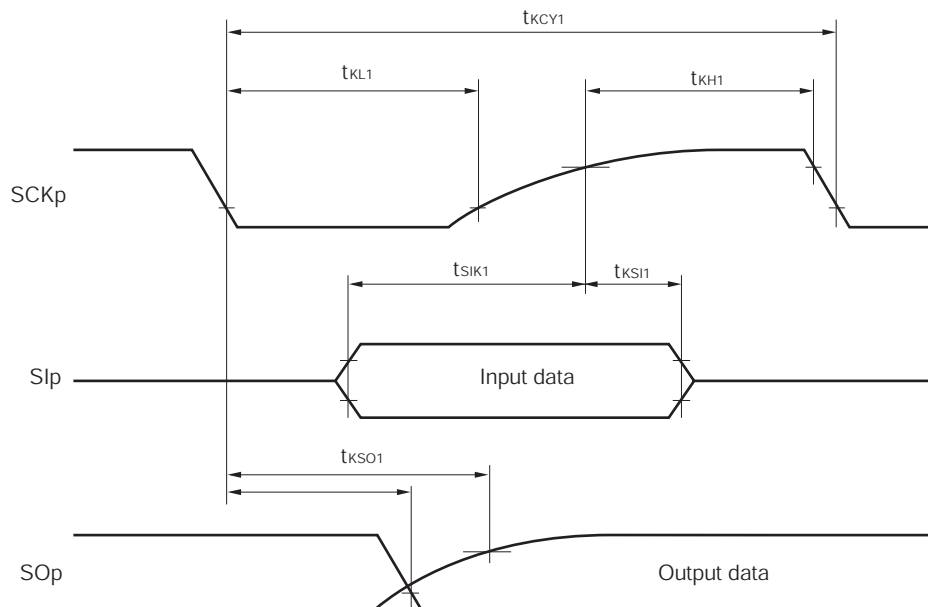 tKCY1
tKL1
tKH1
SCKp
tSIK1
tKSI1
SIp
Input data
tKSO1
SOp
Output data